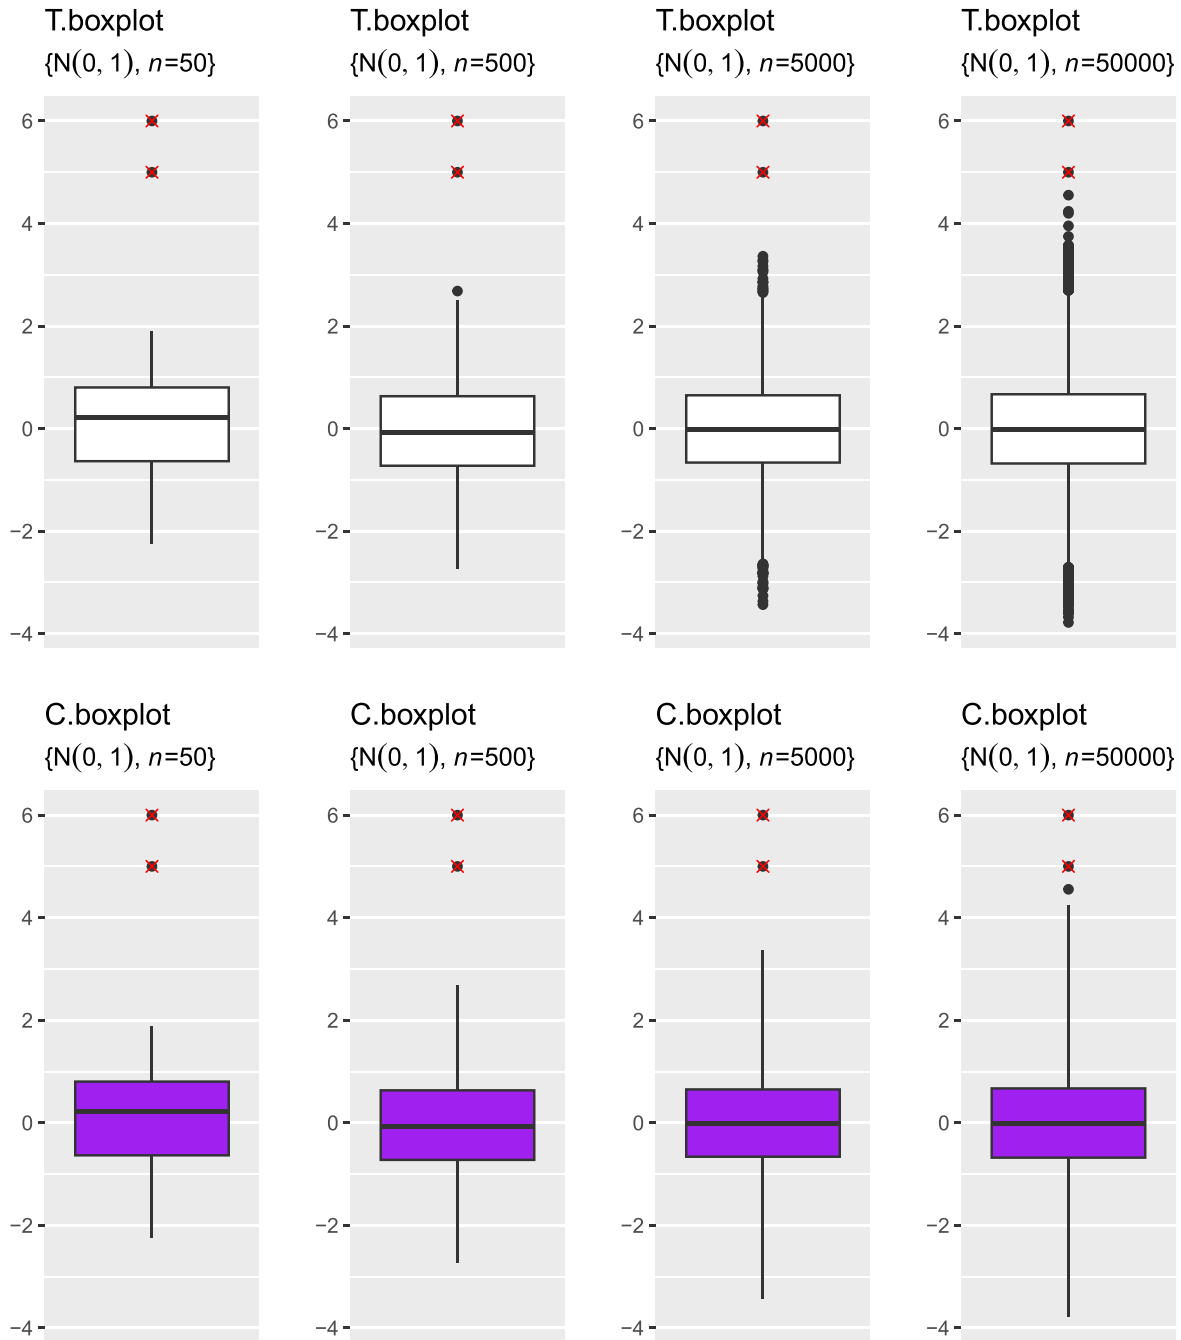 T.boxplot T.boxplot T.boxplot T.boxplot
{N(0, 1), n=50} {N(0, 1), n=500} {N(0, 1), n=5000} {N(0, 1), n=50000}
6 6 6 6
4 4 4 4
2 2 2 2
0 0 0 0
−2 −2 −2 −2
−4 −4 −4 −4
C.boxplot C.boxplot C.boxplot C.boxplot
{N(0, 1), n=50} {N(0, 1), n=500} {N(0, 1), n=5000} {N(0, 1), n=50000}
6 6 6 6
4 4 4 4
2 2 2 2
0 0 0 0
−2 −2 −2 −2
−4 −4 −4 −4